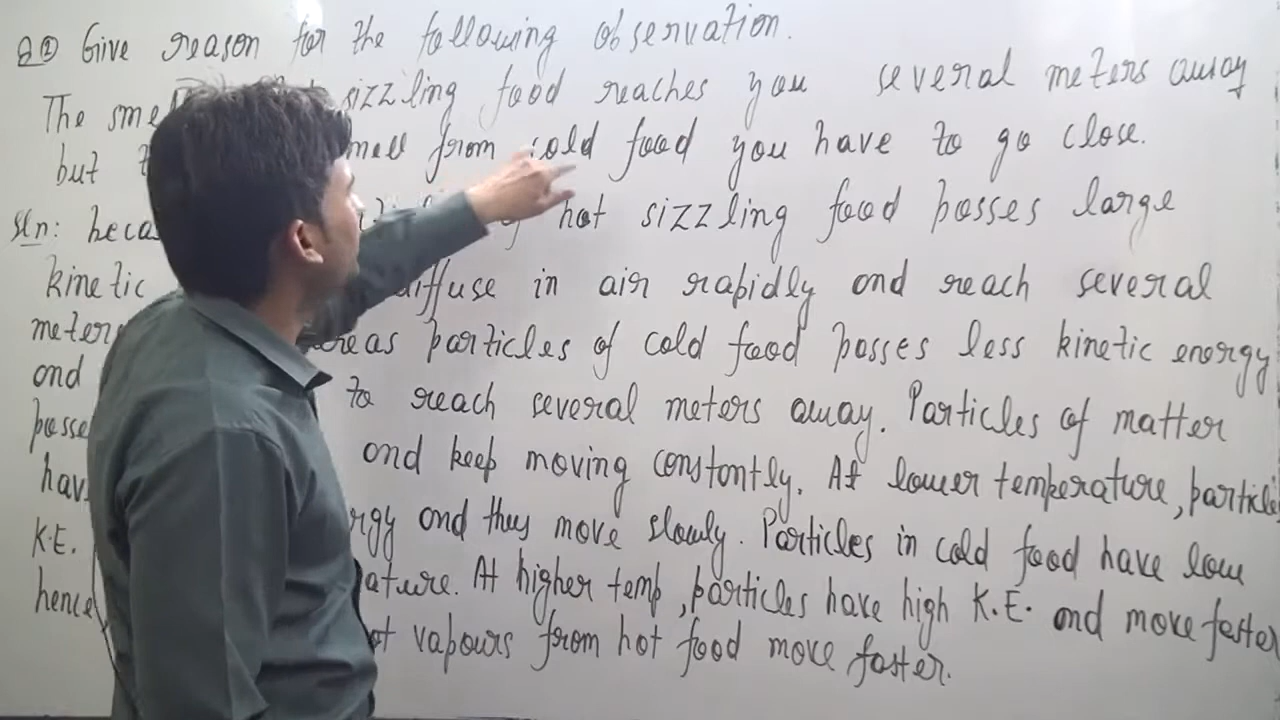 Q② Give reason for the following observation.
The sme sizzling food reaches you several meters away
but from cold food you have to go close.
Sln: beca hot sizzling food posses large
kinetic diffuse in air rapidly and reach several
meter particles of cold food posses less kinetic energy
and to reach several meters away. Particles of matter
posse and keep moving constantly. At lower temperature, particle
hav and they move slowly. Particles in cold food have low
K.E. ature. At higher temp, particles have high K.E. and move faster
hence vapours from hot food move faster.